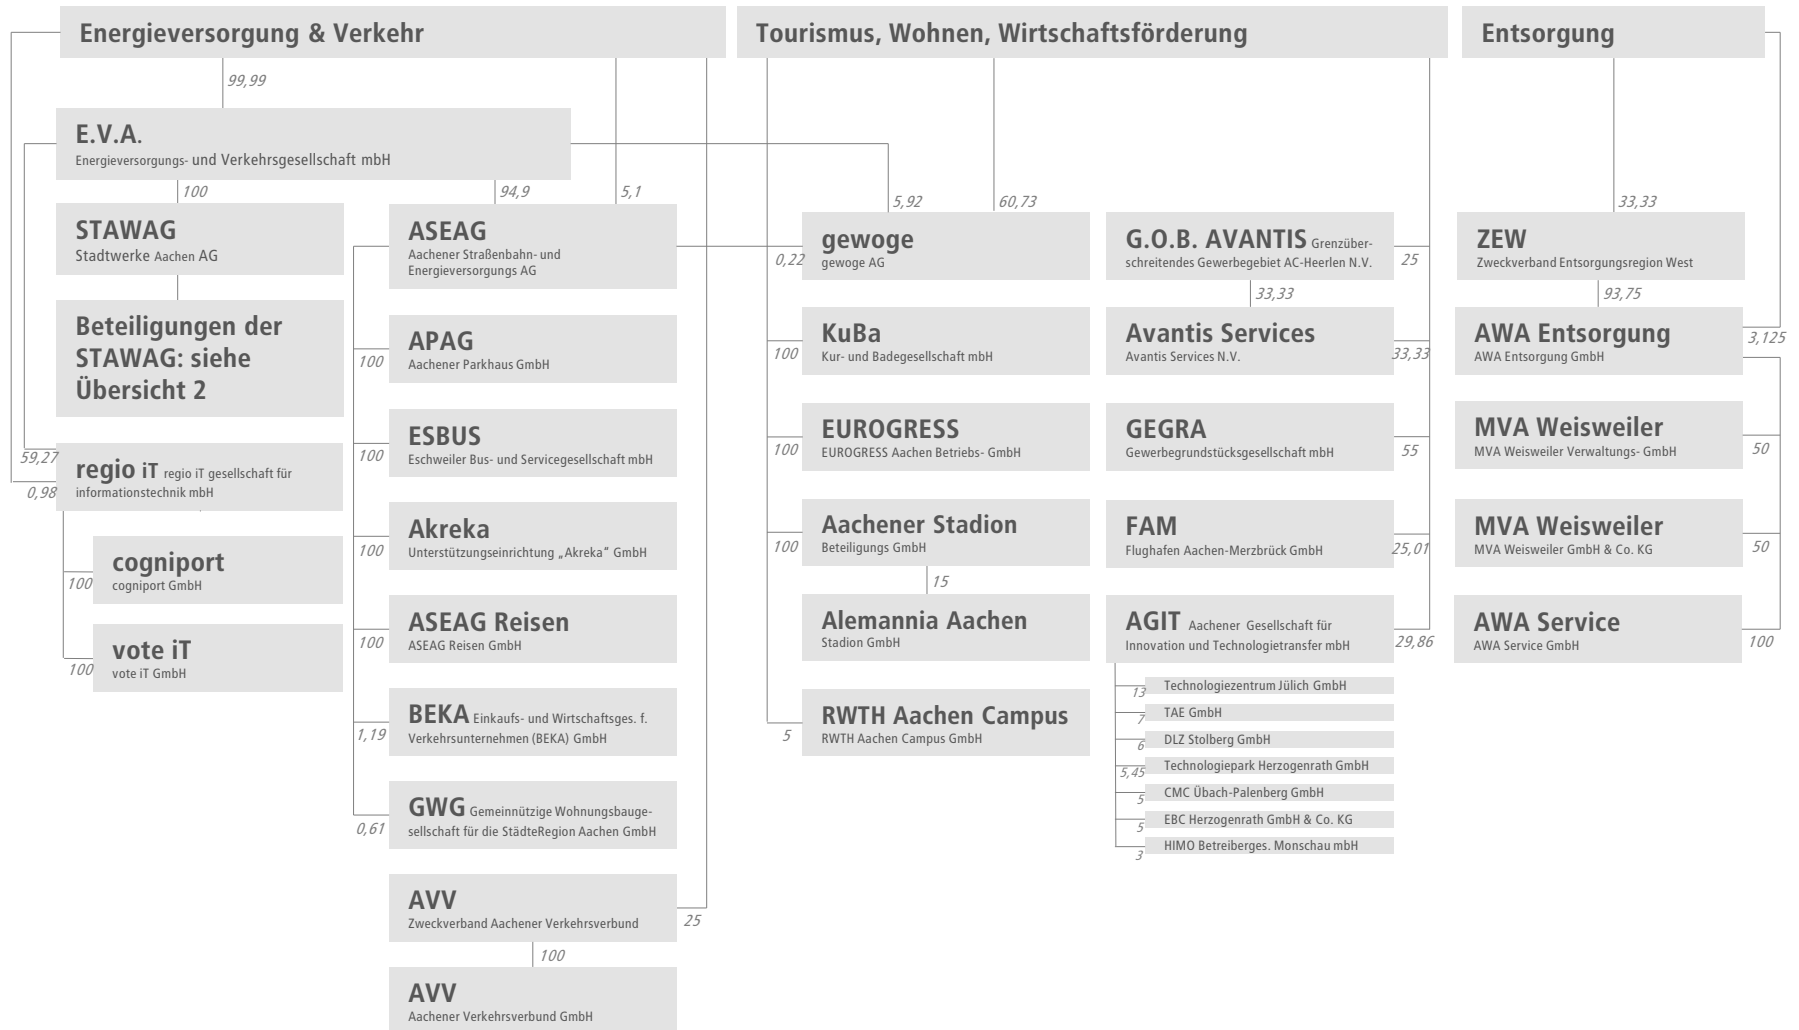 Energieversorgung & Verkehr
99,99
E.V.A.
Energieversorgungs- und Verkehrsgesellschaft mbH
100
94,9
5,1
STAWAG
Stadtwerke Aachen AG
Beteiligungen der
STAWAG: siehe
Übersicht 2
59,27
0,98
regio iT regio iT gesellschaft für
informationstechnik mbH
100
cogniport
cogniport GmbH
100
vote iT
vote iT GmbH
ASEAG
Aachener Straßenbahn- und
Energieversorgungs AG
100
APAG
Aachener Parkhaus GmbH
100
ESBUS
Eschweiler Bus- und Servicegesellschaft mbH
100
Akreka
Unterstützungseinrichtung „Akreka“ GmbH
100
ASEAG Reisen
ASEAG Reisen GmbH
1,19
BEKA Einkaufs- und Wirtschaftsges. f.
Verkehrsunternehmen (BEKA) GmbH
0,61
GWG Gemeinnützige Wohnungsbauge-
sellschaft für die StädteRegion Aachen GmbH
AVV
Zweckverband Aachener Verkehrsverbund
25
100
AVV
Aachener Verkehrsverbund GmbH
Tourismus, Wohnen, Wirtschaftsförderung
5,92
60,73
0,22
gewoge
gewoge AG
100
KuBa
Kur- und Badegesellschaft mbH
100
EUROGRESS
EUROGRESS Aachen Betriebs- GmbH
100
Aachener Stadion
Beteiligungs GmbH
15
Alemannia Aachen
Stadion GmbH
5
RWTH Aachen Campus
RWTH Aachen Campus GmbH
G.O.B. AVANTIS Grenzüber-
schreitendes Gewerbegebiet AC-Heerlen N.V.
25
33,33
Avantis Services
Avantis Services N.V.
33,33
GEGRA
Gewerbegrundstücksgesellschaft mbH
55
FAM
Flughafen Aachen-Merzbrück GmbH
25,01
AGIT Aachener Gesellschaft für
Innovation und Technologietransfer mbH
29,86
13 Technologiezentrum Jülich GmbH
7 TAE GmbH
6 DLZ Stolberg GmbH
5,45 Technologiepark Herzogenrath GmbH
5 CMC Übach-Palenberg GmbH
5 EBC Herzogenrath GmbH & Co. KG
3 HIMO Betreiberges. Monschau mbH
Entsorgung
33,33
ZEW
Zweckverband Entsorgungsregion West
93,75
AWA Entsorgung
AWA Entsorgung GmbH
3,125
MVA Weisweiler
MVA Weisweiler Verwaltungs- GmbH
50
MVA Weisweiler
MVA Weisweiler GmbH & Co. KG
50
AWA Service
AWA Service GmbH
100